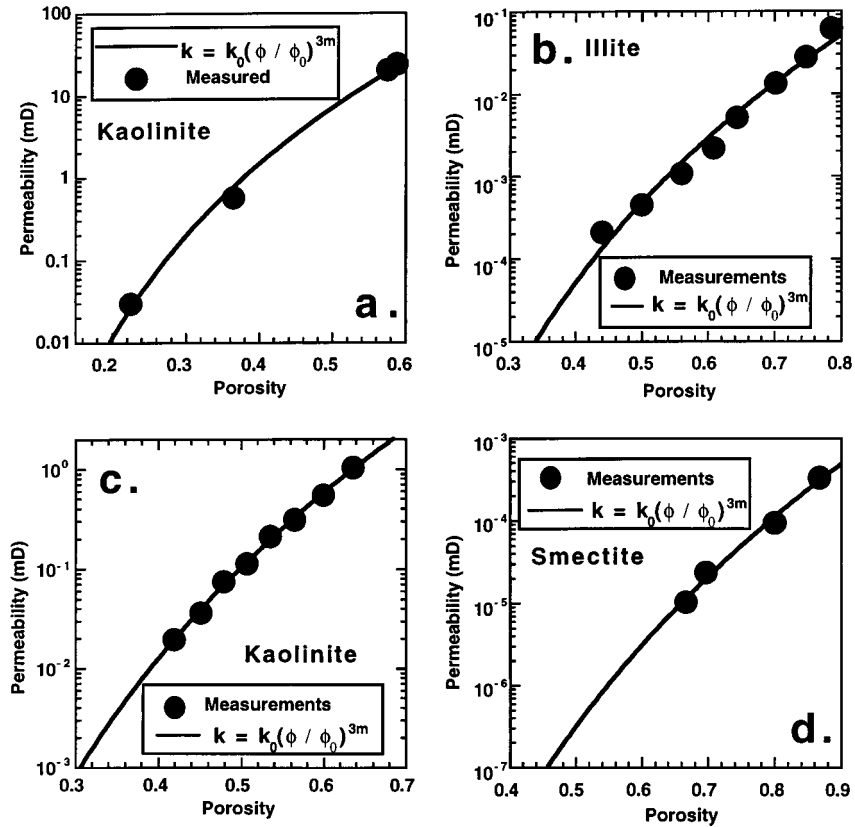 100
10
1
0.1
0.01
Permeability (mD)
k = k₀(ϕ / ϕ₀)³ᵐ
Measured
Kaolinite
a.
0.2 0.3 0.4 0.5 0.6
Porosity
10⁻¹
10⁻²
10⁻³
10⁻⁴
10⁻⁵
Permeability (mD)
b. Illite
Measurements
k = k₀(ϕ / ϕ₀)³ᵐ
0.3 0.4 0.5 0.6 0.7 0.8
Porosity
10⁰
10⁻¹
10⁻²
10⁻³
Permeability (mD)
c.
Kaolinite
Measurements
k = k₀(ϕ / ϕ₀)³ᵐ
0.3 0.4 0.5 0.6 0.7
Porosity
10⁻³
10⁻⁴
10⁻⁵
10⁻⁶
10⁻⁷
Permeability (mD)
Measurements
k = k₀(ϕ / ϕ₀)³ᵐ
Smectite
d.
0.4 0.5 0.6 0.7 0.8 0.9
Porosity